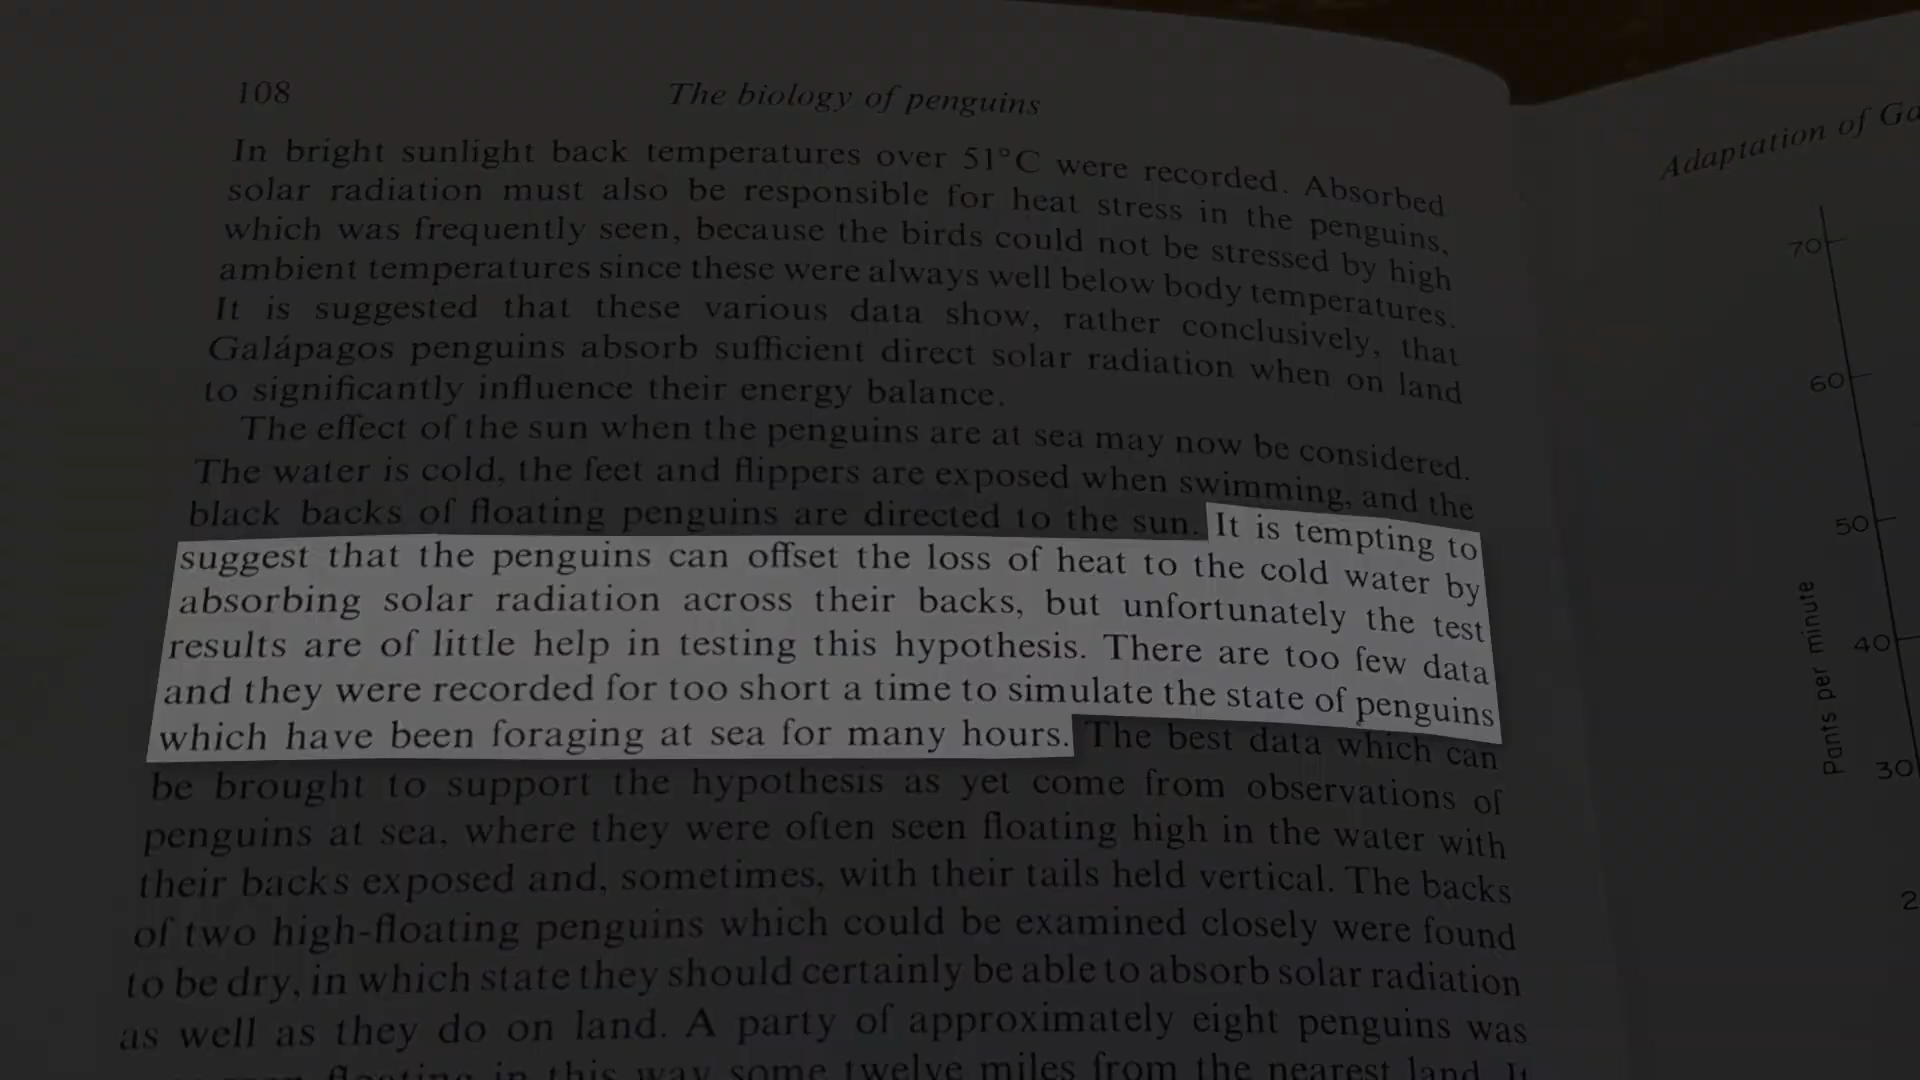 108
The biology of penguins
In bright sunlight back temperatures over 51°C were recorded. Absorbed
solar radiation must also be responsible for heat stress in the penguins,
which was frequently seen, because the birds could not be stressed by high
ambient temperatures since these were always well below body temperatures.
It is suggested that these various data show, rather conclusively, that
Galápagos penguins absorb sufficient direct solar radiation when on land
to significantly influence their energy balance.
The effect of the sun when the penguins are at sea may now be considered.
The water is cold, the feet and flippers are exposed when swimming, and the
black backs of floating penguins are directed to the sun. It is tempting to
suggest that the penguins can offset the loss of heat to the cold water by
absorbing solar radiation across their backs, but unfortunately the test
results are of little help in testing this hypothesis. There are too few data
and they were recorded for too short a time to simulate the state of penguins
which have been foraging at sea for many hours. The best data which can
be brought to support the hypothesis as yet come from observations of
penguins at sea, where they were often seen floating high in the water with
their backs exposed and, sometimes, with their tails held vertical. The backs
of two high-floating penguins which could be examined closely were found
to be dry, in which state they should certainly be able to absorb solar radiation
as well as they do on land. A party of approximately eight penguins was
floating in this way some twelve miles from the nearest land. It
Adaptation of Ga
70
60
50
40
30
2
Pants per minute